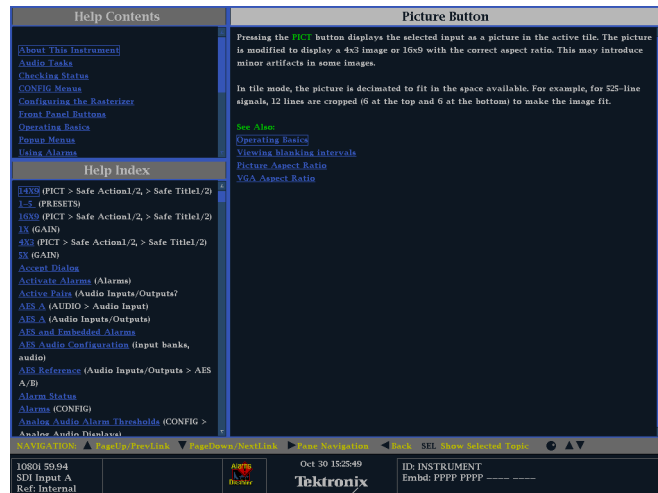 Help Contents
About This Instrument
Audio Tasks
Checking Status
CONFIG Menus
Configuring the Rasterizer
Front Panel Buttons
Operating Basics
Popup Menus
Using Alarms
Help Index
14X9 (PICT > Safe Action1/2, > Safe Title1/2)
1-5 (PRESETS)
16X9 (PICT > Safe Action1/2, > Safe Title1/2)
1X (GAIN)
4X3 (PICT > Safe Action1/2, > Safe Title1/2)
5X (GAIN)
Accept Dialog
Activate Alarms (Alarms)
Active Pairs (Audio Inputs/Outputs?
AES A (AUDIO > Audio Input)
AES A (Audio Inputs/Outputs)
AES and Embedded Alarms
AES Audio Configuration (input banks,
audio)
AES Reference (Audio Inputs/Outputs > AES
A/B)
Alarm Status
Alarms (CONFIG)
Analog Audio Alarm Thresholds (CONFIG >
Analog Audio Displays)
Picture Button
Pressing the PICT button displays the selected input as a picture in the active tile. The picture
is modified to display a 4x3 image or 16x9 with the correct aspect ratio. This may introduce
minor artifacts in some images.
In tile mode, the picture is decimated to fit in the space available. For example, for 525-line
signals, 12 lines are cropped (6 at the top and 6 at the bottom) to make the image fit.
See Also:
Operating Basics
Viewing blanking intervals
Picture Aspect Ratio
VGA Aspect Ratio
NAVIGATION: ▲ PageUp/PrevLink ▼ PageDown/NextLink ▶ Pane Navigation ◀ Back SEL Show Selected Topic ▲▼
1080i 59.94
SDI Input A
Ref: Internal
Alarms
Disabled
Oct 30 15:25:49
Tektronix
ID: INSTRUMENT
Embd: PPPP PPPP ---- ----